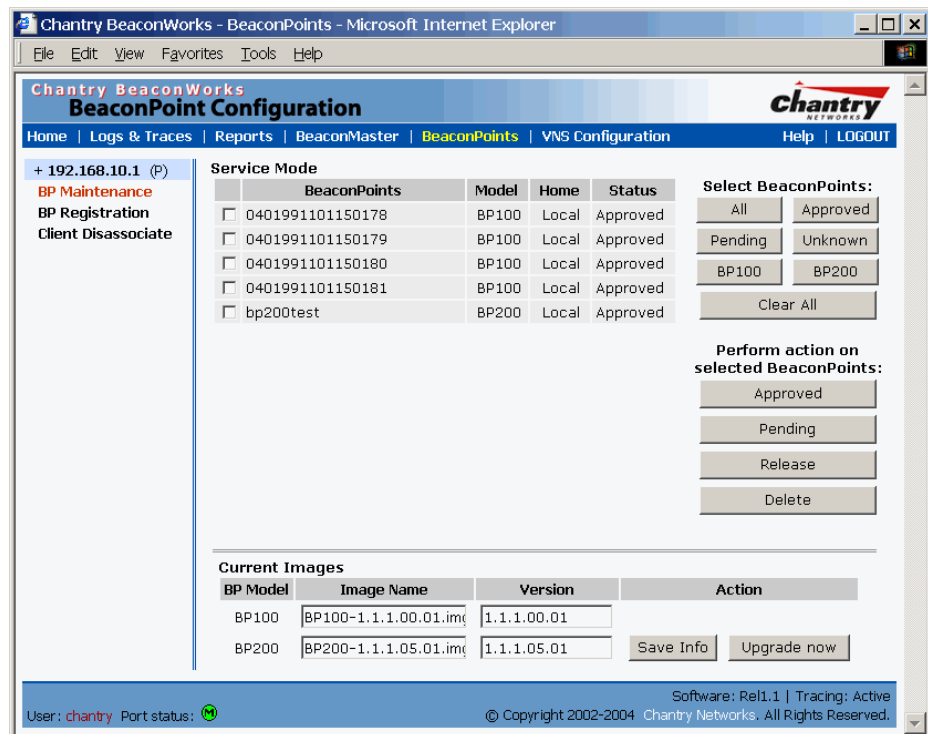 Chantry BeaconWorks - BeaconPoints - Microsoft Internet Explorer
File Edit View Favorites Tools Help
Chantry BeaconWorks
BeaconPoint Configuration
Chantry
NETWORKS
Home | Logs & Traces | Reports | BeaconMaster | BeaconPoints | VNS Configuration Help | LOGOUT
+ 192.168.10.1 (P)
BP Maintenance
BP Registration
Client Disassociate
Service Mode
BeaconPoints Model Home Status
0401991101150178 BP100 Local Approved
0401991101150179 BP100 Local Approved
0401991101150180 BP100 Local Approved
0401991101150181 BP100 Local Approved
bp200test BP200 Local Approved
Select BeaconPoints:
All Approved
Pending Unknown
BP100 BP200
Clear All
Perform action on
selected BeaconPoints:
Approved
Pending
Release
Delete
Current Images
BP Model Image Name Version Action
BP100 BP100-1.1.1.00.01.img 1.1.1.00.01
BP200 BP200-1.1.1.05.01.img 1.1.1.05.01 Save Info Upgrade now
Software: Rel1.1 | Tracing: Active
User: chantry Port status: M
© Copyright 2002-2004 Chantry Networks. All Rights Reserved.